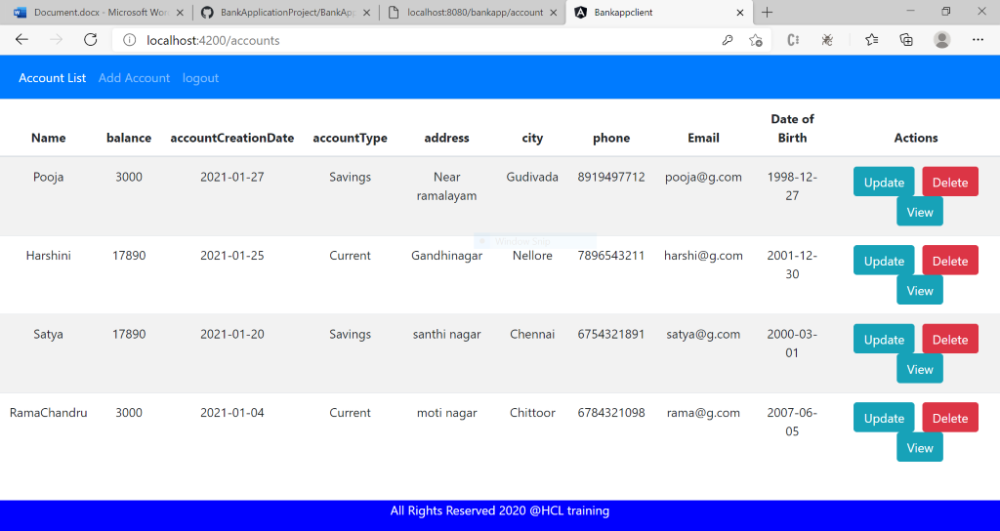 Document.docx - Microsoft Wor
BankApplicationProject/BankApp
localhost:8080/bankapp/account
Bankappclient
localhost:4200/accounts
Account List Add Account logout
Name balance accountCreationDate accountType address city phone Email Date of Birth Actions
Pooja 3000 2021-01-27 Savings Near ramalayam Gudivada 8919497712 pooja@g.com 1998-12-27 Update Delete
View
Harshini 17890 2021-01-25 Current Gandhinagar Nellore 7896543211 harshi@g.com 2001-12-30 Update Delete
View
Satya 17890 2021-01-20 Savings santhi nagar Chennai 6754321891 satya@g.com 2000-03-01 Update Delete
View
RamaChandru 3000 2021-01-04 Current moti nagar Chittoor 6784321098 rama@g.com 2007-06-05 Update Delete
View
Window Snip
All Rights Reserved 2020 @HCL training